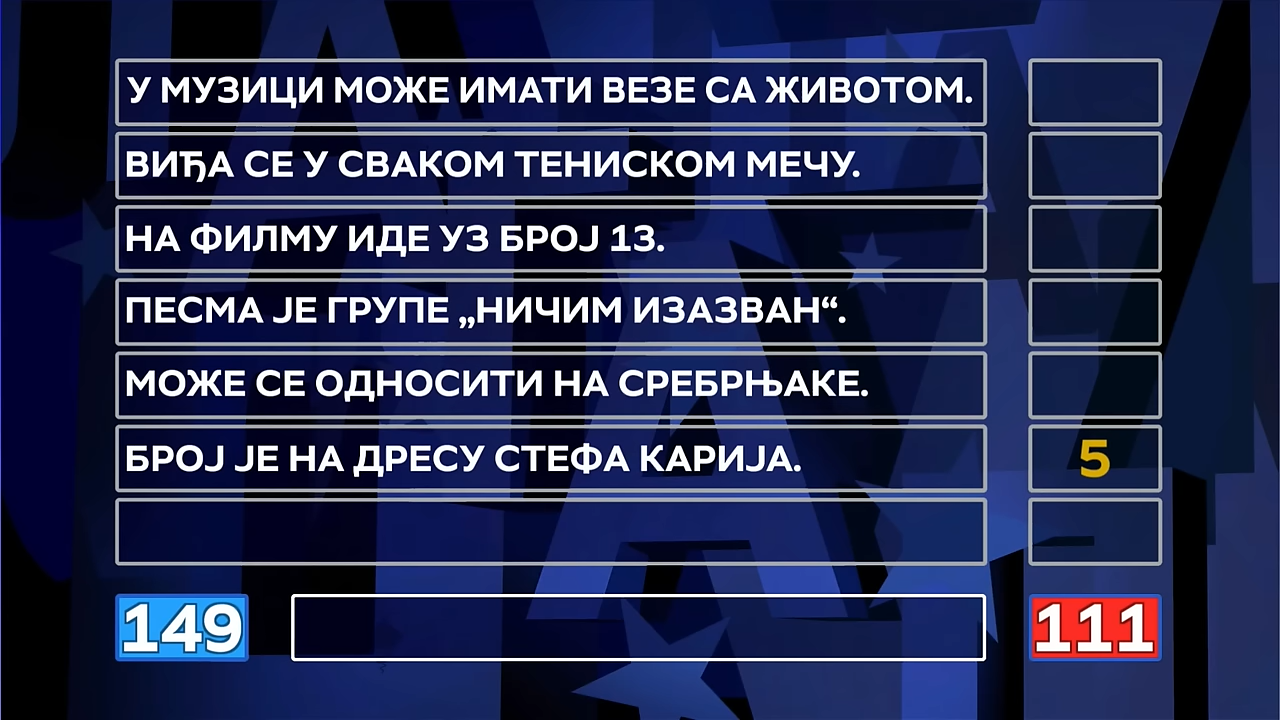 У МУЗИЦИ МОЖЕ ИМАТИ ВЕЗЕ СА ЖИВОТОМ.
ВИЂА СЕ У СВАКОМ ТЕНИСКОМ МЕЧУ.
НА ФИЛМУ ИДЕ УЗ БРОЈ 13.
ПЕСМА ЈЕ ГРУПЕ „НИЧИМ ИЗАЗВАН“.
МОЖЕ СЕ ОДНОСИТИ НА СРЕБРЊАКЕ.
БРОЈ ЈЕ НА ДРЕСУ СТЕФА КАРИЈА. 5
149 111